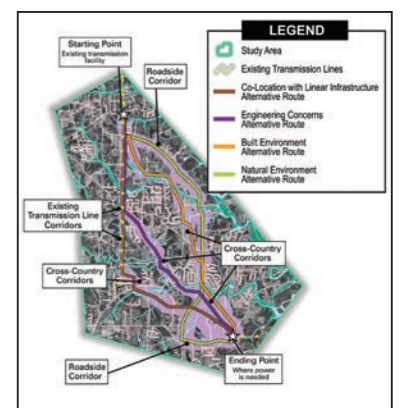 LEGEND
Study Area
Existing Transmission Lines
Co-Location with Linear Infrastructure
Alternative Route
Engineering Concerns
Alternative Route
Built Environment
Alternative Route
Natural Environment
Alternative Route
Starting Point
Existing transmission
facility
Roadside
Corridor
Existing
Transmission Line
Corridors
Cross-Country
Corridors
Cross-Country
Corridors
Roadside
Corridor
Ending Point
Where power
is needed